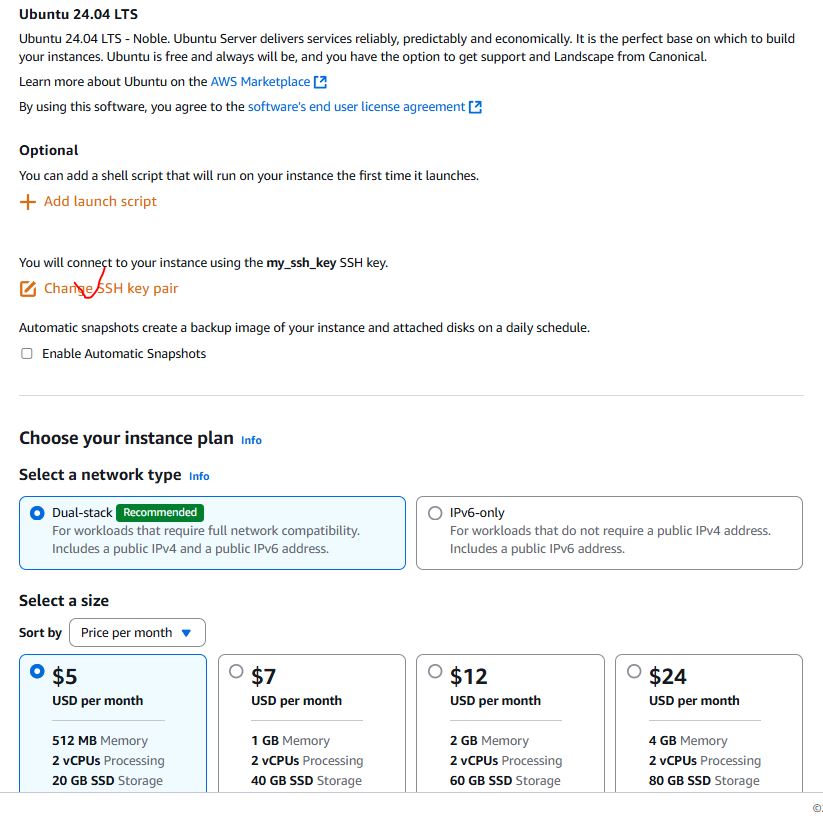 Ubuntu 24.04 LTS
Ubuntu 24.04 LTS - Noble. Ubuntu Server delivers services reliably, predictably and economically. It is the perfect base on which to build
your instances. Ubuntu is free and always will be, and you have the option to get support and Landscape from Canonical.
Learn more about Ubuntu on the AWS Marketplace
By using this software, you agree to the software's end user license agreement
Optional
You can add a shell script that will run on your instance the first time it launches.
Add launch script
You will connect to your instance using the my_ssh_key SSH key.
Change SSH key pair
Automatic snapshots create a backup image of your instance and attached disks on a daily schedule.
Enable Automatic Snapshots
Choose your instance plan Info
Select a network type Info
Dual-stack Recommended
For workloads that require full network compatibility.
Includes a public IPv4 and a public IPv6 address.
IPv6-only
For workloads that do not require a public IPv4 address.
Includes a public IPv6 address.
Select a size
Sort by Price per month
$5
USD per month
512 MB Memory
2 vCPUs Processing
20 GB SSD Storage
$7
USD per month
1 GB Memory
2 vCPUs Processing
40 GB SSD Storage
$12
USD per month
2 GB Memory
2 vCPUs Processing
60 GB SSD Storage
$24
USD per month
4 GB Memory
2 vCPUs Processing
80 GB SSD Storage
©